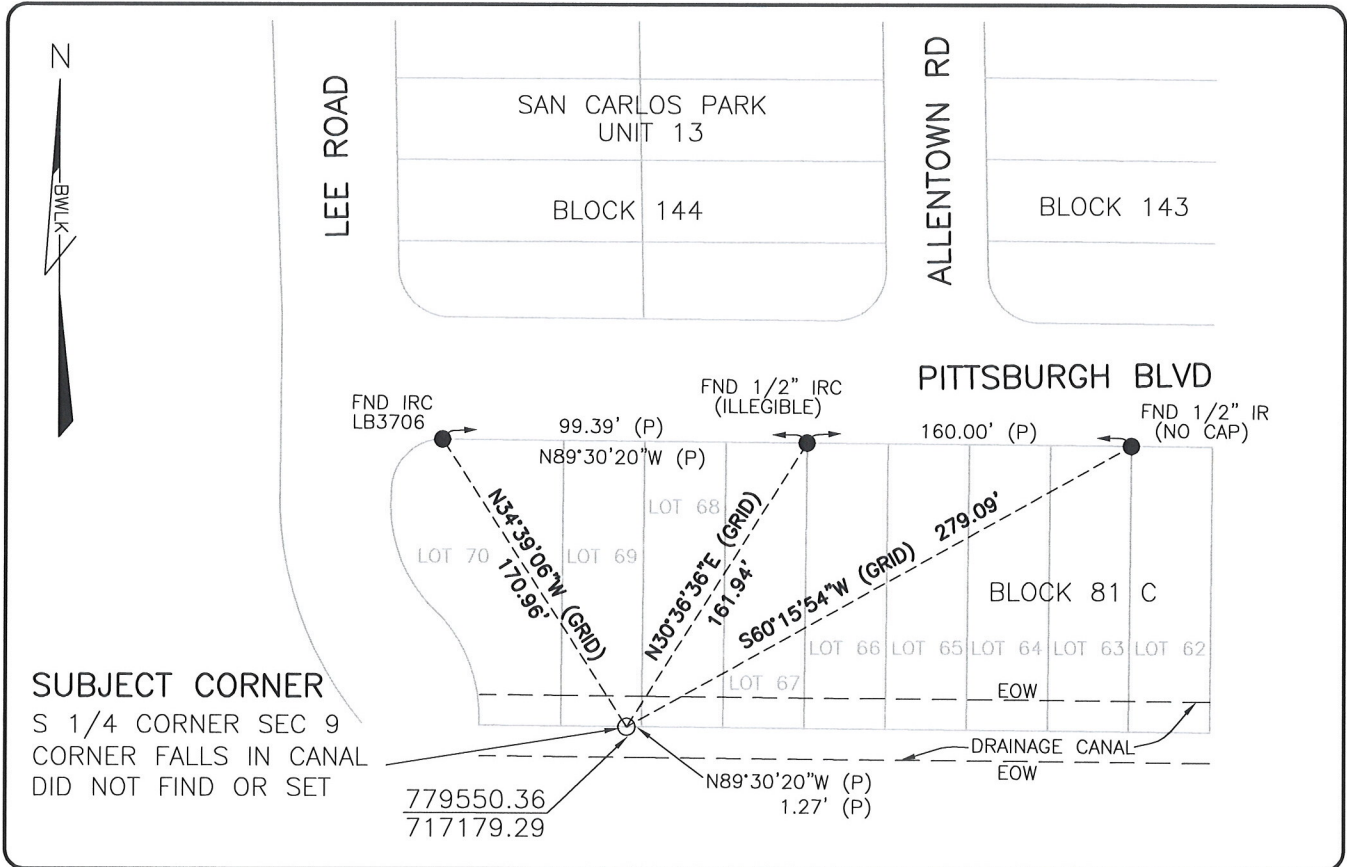 N
BWLK
LEE ROAD
SAN CARLOS PARK
UNIT 13
BLOCK 144
ALLENTOWN RD
BLOCK 143
PITTSBURGH BLVD
FND IRC
LB3706
99.39' (P)
N89°30'20"W (P)
FND 1/2" IRC
(ILLEGIBLE)
160.00' (P)
FND 1/2" IR
(NO CAP)
N34°39'06"W (GRID)
170.96'
N30°36'36"E (GRID)
161.94'
S60°15'54"W (GRID) 279.09'
LOT 70
LOT 69
LOT 68
LOT 67
LOT 66
LOT 65
LOT 64
LOT 63
LOT 62
BLOCK 81 C
EOW
DRAINAGE CANAL
EOW
SUBJECT CORNER
S 1/4 CORNER SEC 9
CORNER FALLS IN CANAL
DID NOT FIND OR SET
N89°30'20"W (P)
1.27' (P)
779550.36
717179.29